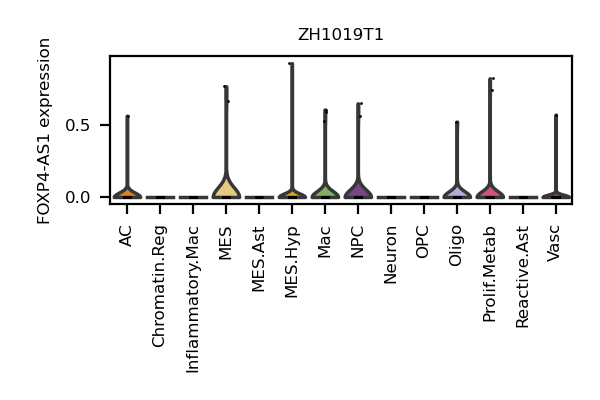 ZH1019T1
FOXP4-AS1 expression
0.5
0.0
AC
Chromatin.Reg
Inflammatory.Mac
MES
MES.Ast
MES.Hyp
Mac
NPC
Neuron
OPC
Oligo
Prolif.Metab
Reactive.Ast
Vasc